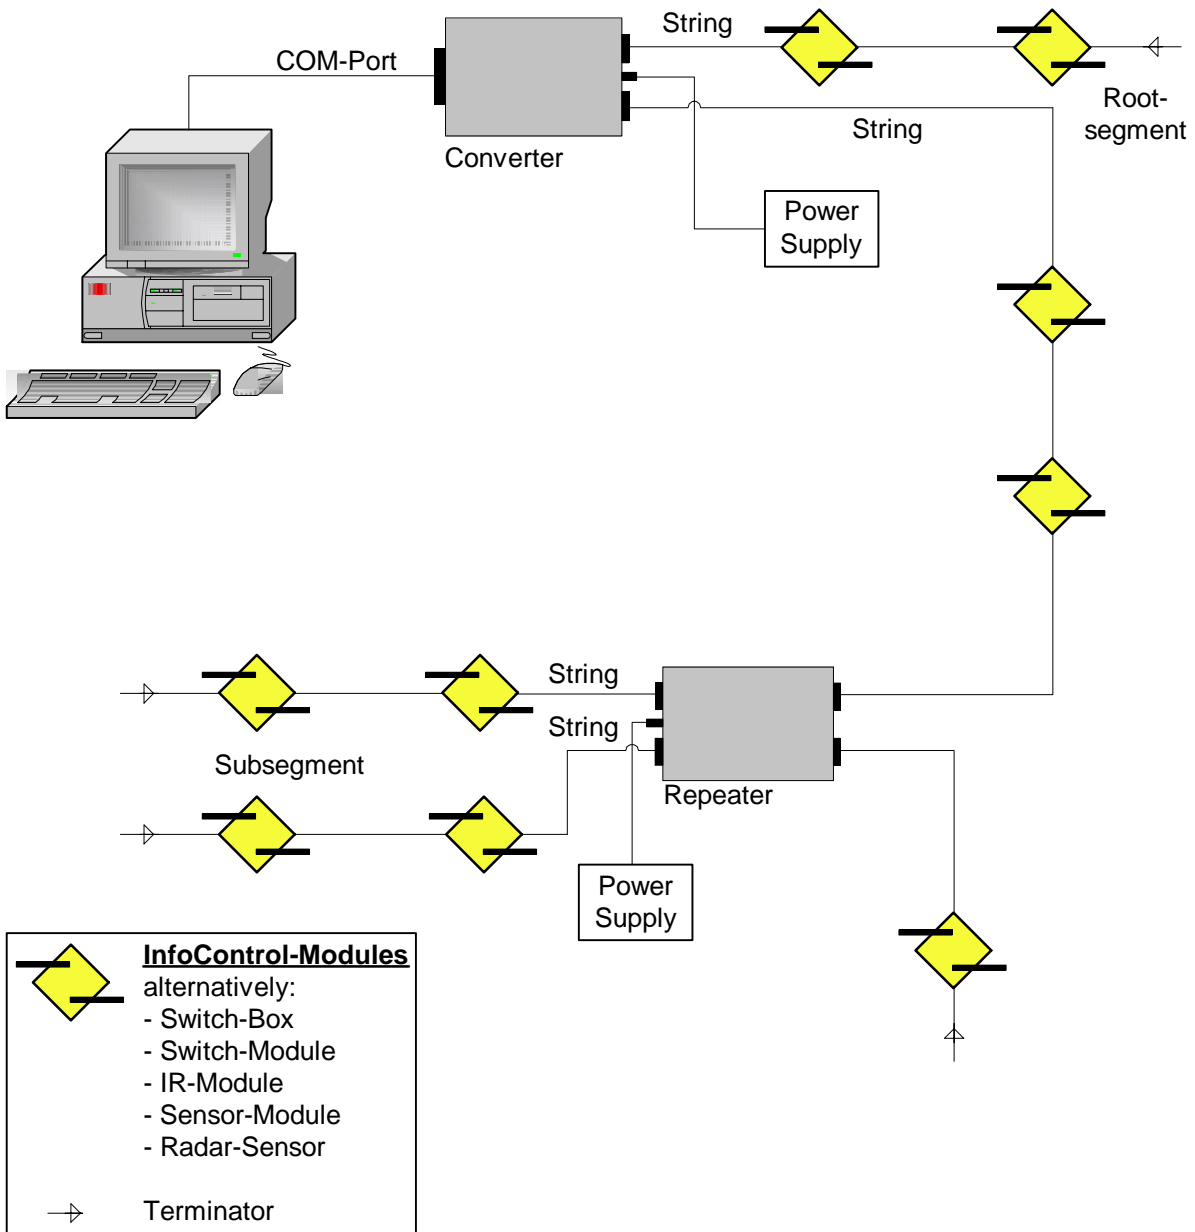 String
COM-Port
Root-
segment
String
Converter
Power
Supply
String
String
Subsegment
Repeater
Power
Supply
InfoControl-Modules
alternatively:
- Switch-Box
- Switch-Module
- IR-Module
- Sensor-Module
- Radar-Sensor
Terminator